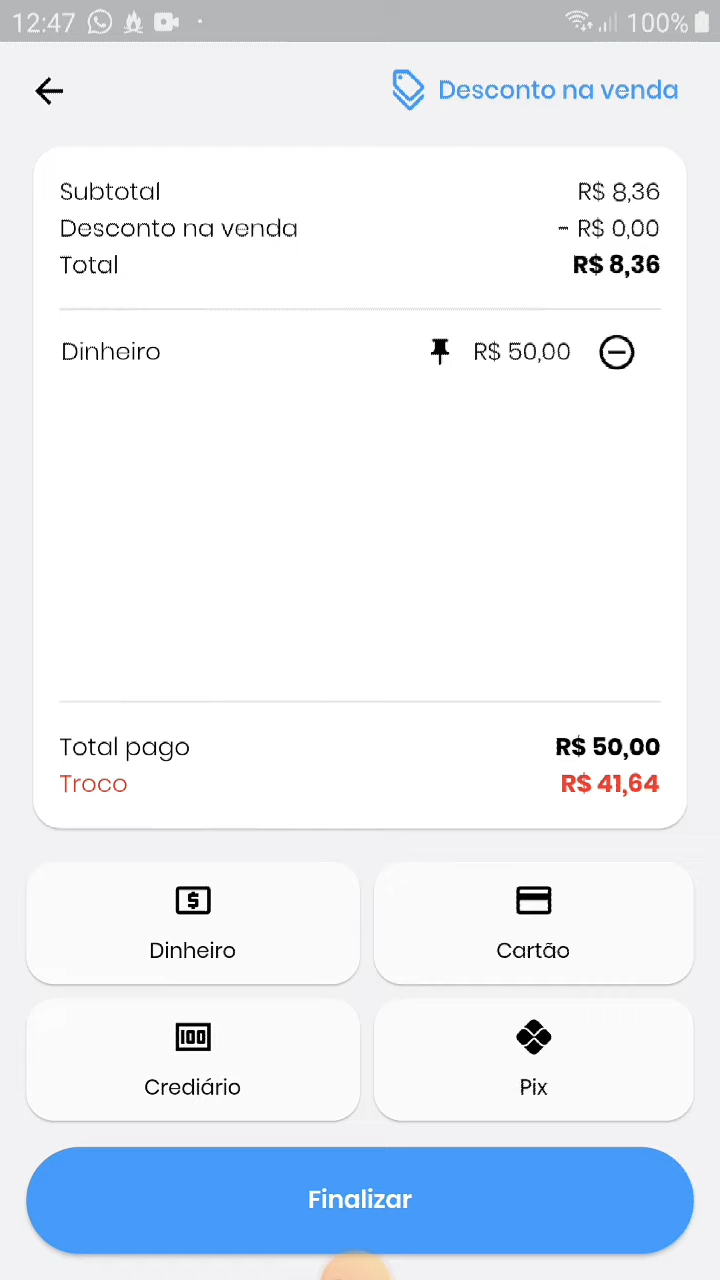 12:47 100%
Desconto na venda
Subtotal R$ 8,36
Desconto na venda - R$ 0,00
Total R$ 8,36
Dinheiro R$ 50,00
Total pago R$ 50,00
Troco R$ 41,64
$
Dinheiro
Cartão
100
Crediário
Pix
Finalizar